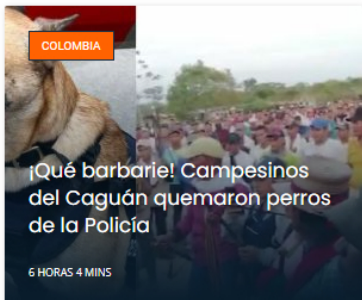 COLOMBIA
¡Qué barbarie! Campesinos
del Caguán quemaron perros
de la Policía
6 HORAS 4 MINS